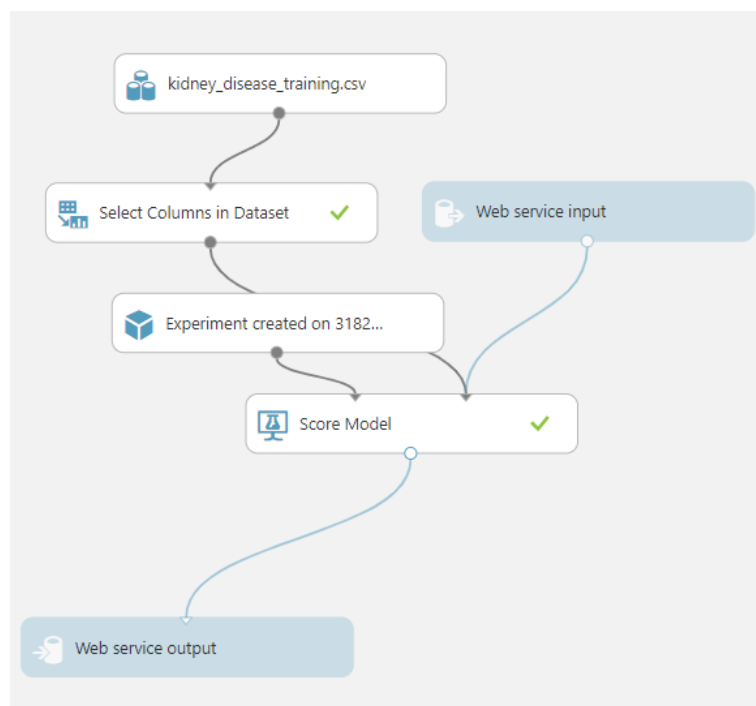 kidney_disease_training.csv
Select Columns in Dataset
Web service input
Experiment created on 3182...
Score Model
Web service output